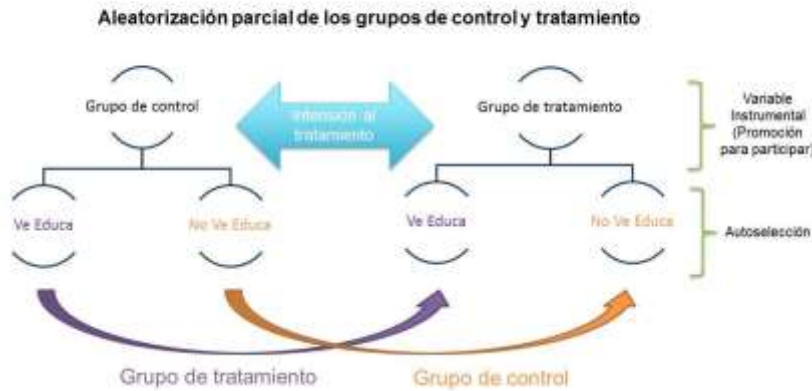 Aleatorización parcial de los grupos de control y tratamiento
Grupo de control
Intensión al
tratamiento
Grupo de tratamiento
Variable
Instrumental
(Promoción
para participar)
Ve Educa
No Ve Educa
Ve Educa
No Ve Educa
Autoselección
Grupo de tratamiento
Grupo de control